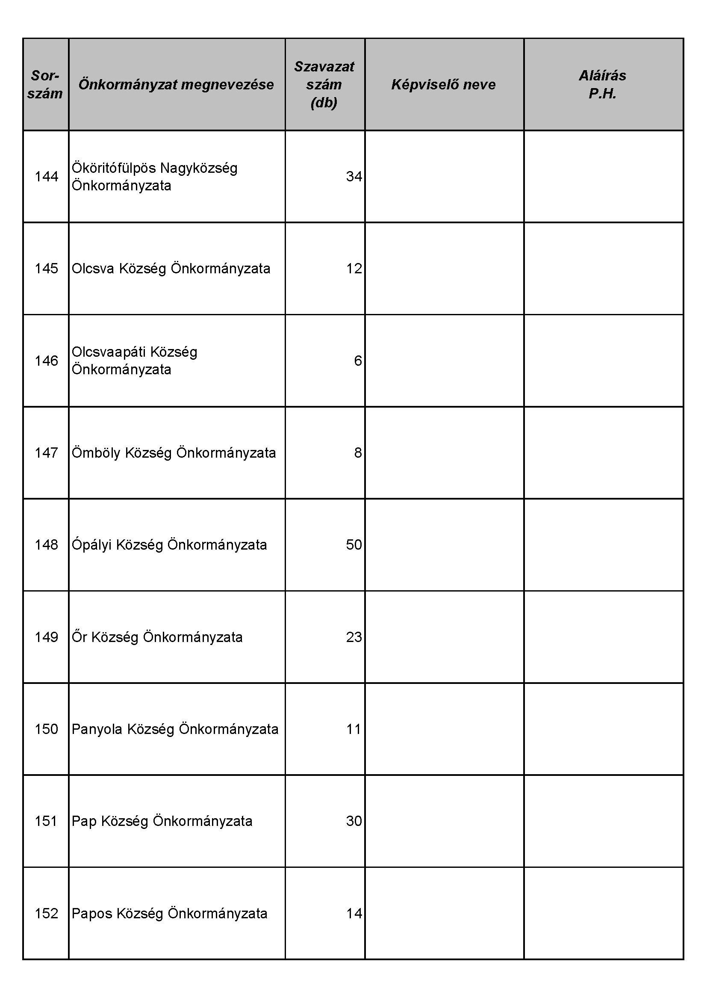 Sor-
szám
Önkormányzat megnevezése
Szavazat
szám
(db)
Képviselő neve
Aláírás
P.H.
144
Ököritófülpös Nagyközség
Önkormányzata
34
145
Olcsva Község Önkormányzata
12
146
Olcsvaapáti Község
Önkormányzata
6
147
Ömböly Község Önkormányzata
8
148
Ópályi Község Önkormányzata
50
149
Őr Község Önkormányzata
23
150
Panyola Község Önkormányzata
11
151
Pap Község Önkormányzata
30
152
Papos Község Önkormányzata
14